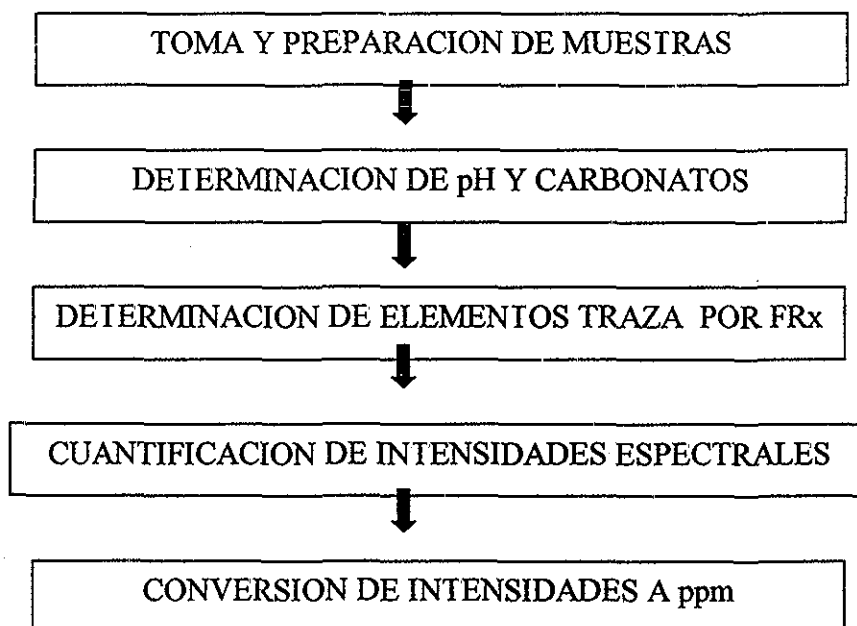 TOMA Y PREPARACION DE MUESTRAS
DETERMINACION DE pH Y CARBONATOS
DETERMINACION DE ELEMENTOS TRAZA POR FRx
CUANTIFICACION DE INTENSIDADES ESPECTRALES
CONVERSION DE INTENSIDADES A ppm